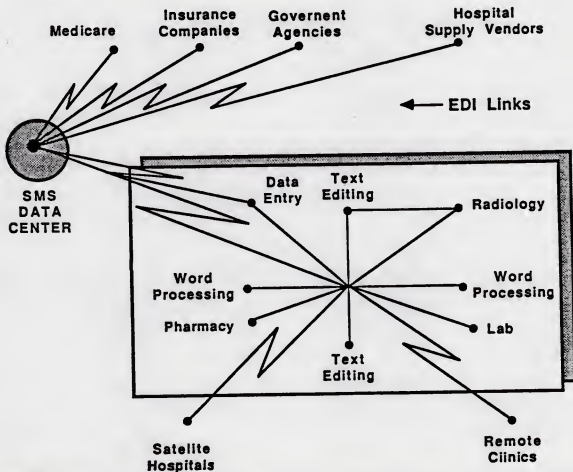 Medicare
Insurance
Companies
Governent
Agencies
Hospital
Supply Vendors
EDI Links
SMS
DATA
CENTER
Data
Entry
Text
Editing
Radiology
Word
Processing
Word
Processing
Pharmacy
Lab
Text
Editing
Satelite
Hospitals
Remote
Clinics